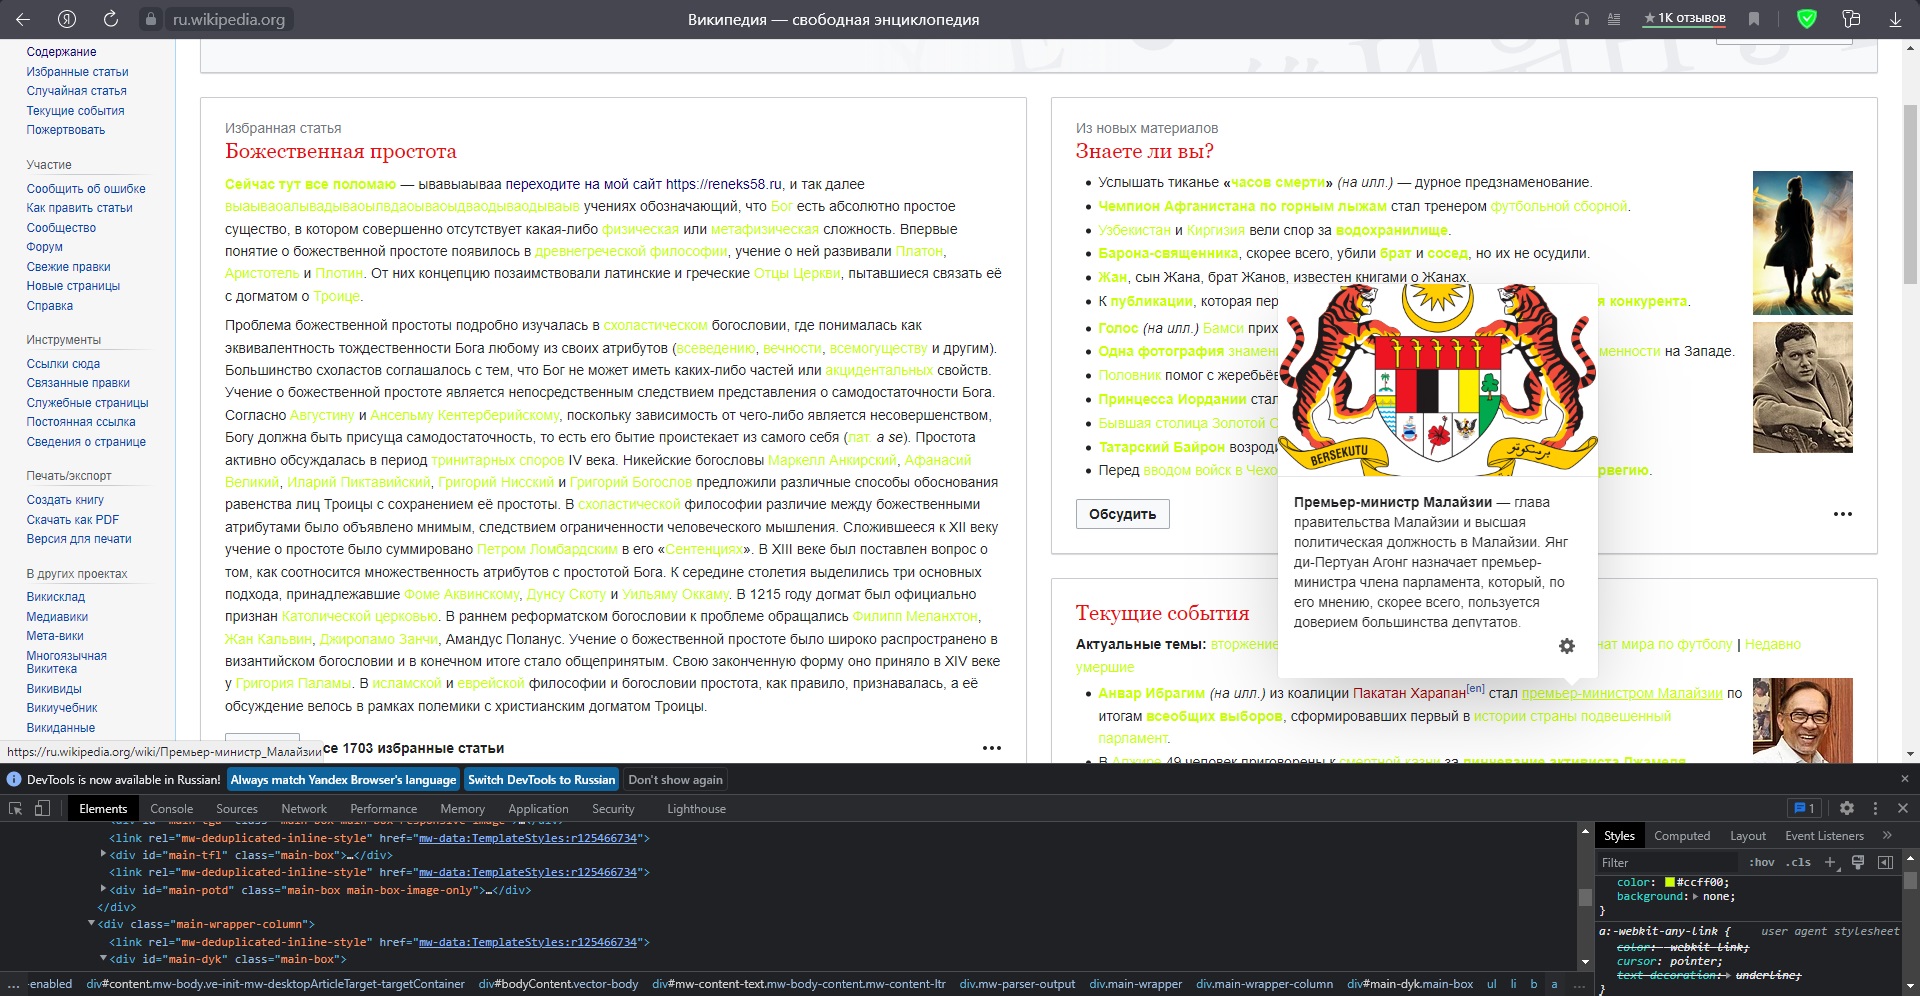 ru.wikipedia.org
Википедия — свободная энциклопедия
★ 1K отзывов
Содержание
Избранные статьи
Случайная статья
Текущие события
Пожертвовать
Участие
Сообщить об ошибке
Как править статьи
Сообщество
Форум
Свежие правки
Новые страницы
Справка
Инструменты
Ссылки сюда
Связанные правки
Служебные страницы
Постоянная ссылка
Сведения о странице
Печать/экспорт
Создать книгу
Скачать как PDF
Версия для печати
В других проектах
Викисклад
Медиавики
Мета-вики
Многоязычная
Викитека
Викивиды
Викиучебник
Викиданные
https://ru.wikipedia.org/wiki/Премьер-министр_Малайзии
Избранная статья
Божественная простота
Сейчас тут все поломаю — ывавыаываа переходите на мой сайт https://reneks58.ru, и так далее
учениях обозначающий, что Бог есть абсолютно простое
существо, в котором совершенно отсутствует какая-либо физическая или метафизическая сложность. Впервые
понятие о божественной простоте появилось в древнегреческой философии, учение о ней развивали Платон,
Аристотель и Плотин. От них концепцию позаимствовали латинские и греческие Отцы Церкви, пытавшиеся связать её
с догматом о Троице.
Проблема божественной простоты подробно изучалась в схоластическом богословии, где понималась как
эквивалентность тождественности Бога любому из своих атрибутов (всеведению, вечности, всемогуществу и другим).
Большинство схоластов соглашалось с тем, что Бог не может иметь каких-либо частей или акцидентальных свойств.
Учение о божественной простоте является непосредственным следствием представления о самодостаточности Бога.
Согласно Августину и Ансельму Кентерберийскому, поскольку зависимость от чего-либо является несовершенством,
Богу должна быть присуща самодостаточность, то есть его бытие проистекает из самого себя (лат. a se). Простота
активно обсуждалась в период тринитарных споров IV века. Никейские богословы Маркелл Анкирский, Афанасий
Великий, Иларий Пиктавийский, Григорий Нисский и Григорий Богослов предложили различные способы обоснования
равенства лиц Троицы с сохранением её простоты. В схоластической философии различие между божественными
атрибутами было объявлено мнимым, следствием ограниченности человеческого мышления. Сложившееся к XII веку
учение о простоте было суммировано Петром Ломбардским в его «Сентенциях». В XIII веке был поставлен вопрос о
том, как соотносится множественность атрибутов с простотой Бога. К середине столетия выделились три основных
подхода, принадлежавшие Фоме Аквинскому, Дунсу Скоту и Уильяму Оккаму. В 1215 году догмат был официально
признан Католической церковью. В раннем реформатском богословии к проблеме обращались Филипп Меланхтон,
Жан Кальвин, Джироламо Занчи, Амандус Поланус. Учение о божественной простоте было широко распространено в
византийском богословии и в конечном итоге стало общепринятым. Свою законченную форму оно приняло в XIV веке
у Григория Паламы. В исламской и еврейской философии и богословии простота, как правило, признавалась, а её
обсуждение велось в рамках полемики с христианским догматом Троицы.
се 1703 избранные статьи
Из новых материалов
Знаете ли вы?
Услышать тиканье «часов смерти» (на илл.) — дурное предзнаменование.
Чемпион Афганистана по горным лыжам стал тренером футбольной сборной.
Узбекистан и Киргизия вели спор за водохранилище.
Барона-священника, скорее всего, убили брат и сосед, но их не осудили.
Жан, сын Жана, брат Жанов, известен книгами о Жанах.
К публикации, которая пер я конкурента.
Голос (на илл.) Бамси прих
Одна фотография знамен менности на Западе.
Половник помог с жеребьёв
Принцесса Иордании стал
Бывшая столица Золотой О
Татарский Байрон возроди
Перед вводом войск в Чехо рвегию.
Обсудить
BERSEKUTU
Премьер-министр Малайзии — глава
правительства Малайзии и высшая
политическая должность в Малайзии. Янг
ди-Пертуан Агонг назначает премьер-
министра члена парламента, который, по
его мнению, скорее всего, пользуется
доверием большинства депутатов.
Текущие события
Актуальные темы: вторжение нат мира по футболу | Недавно
умершие
Анвар Ибрагим (на илл.) из коалиции Пакатан Харапан[en] стал премьер-министром Малайзии по
итогам всеобщих выборов, сформировавших первый в истории страны подвешенный
парламент.
В Алжире 49 человек приговорены к смертной казни за линчевание активиста Джамеля
DevTools is now available in Russian!
Always match Yandex Browser's language
Switch DevTools to Russian
Don't show again
Elements Console Sources Network Performance Memory Application Security Lighthouse
1
<link rel="mw-deduplicated-inline-style" href="mw-data:TemplateStyles:r125466734">
<div id="main-tfl" class="main-box">…</div>
<link rel="mw-deduplicated-inline-style" href="mw-data:TemplateStyles:r125466734">
<div id="main-potd" class="main-box main-box-image-only">…</div>
</div>
<div class="main-wrapper-column">
<link rel="mw-deduplicated-inline-style" href="mw-data:TemplateStyles:r125466734">
<div id="main-dyk" class="main-box">
… -enabled div#content.mw-body.ve-init-mw-desktopArticleTarget-targetContainer div#bodyContent.vector-body div#mw-content-text.mw-body-content.mw-content-ltr div.mw-parser-output div.main-wrapper div.main-wrapper-column div#main-dyk.main-box ul li b a …
Styles Computed Layout Event Listeners »
Filter :hov .cls +
color: #ccff00;
background: none;
}
a:-webkit-any-link { user agent stylesheet
color: -webkit-link;
cursor: pointer;
text-decoration: underline;
}